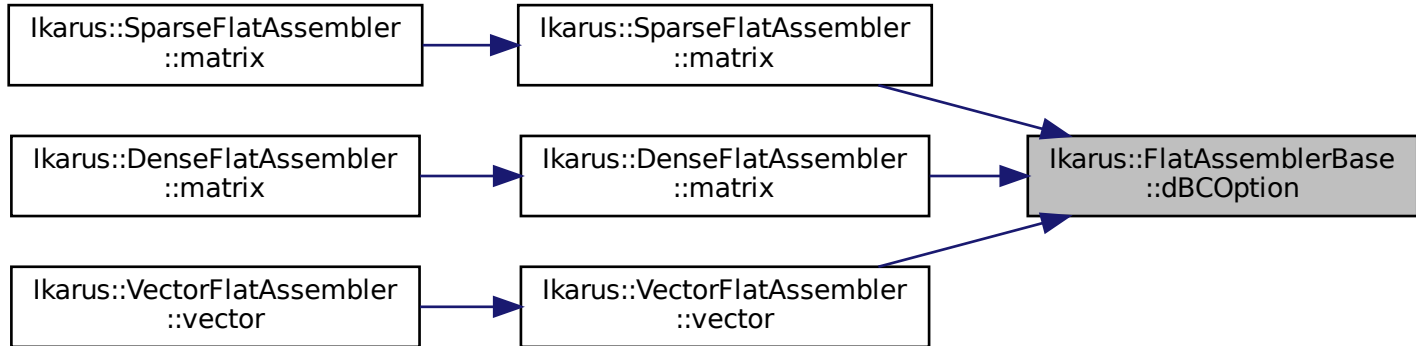 Ikarus::SparseFlatAssembler
::matrix
Ikarus::SparseFlatAssembler
::matrix
Ikarus::DenseFlatAssembler
::matrix
Ikarus::DenseFlatAssembler
::matrix
Ikarus::FlatAssemblerBase
::dBCOption
Ikarus::VectorFlatAssembler
::vector
Ikarus::VectorFlatAssembler
::vector